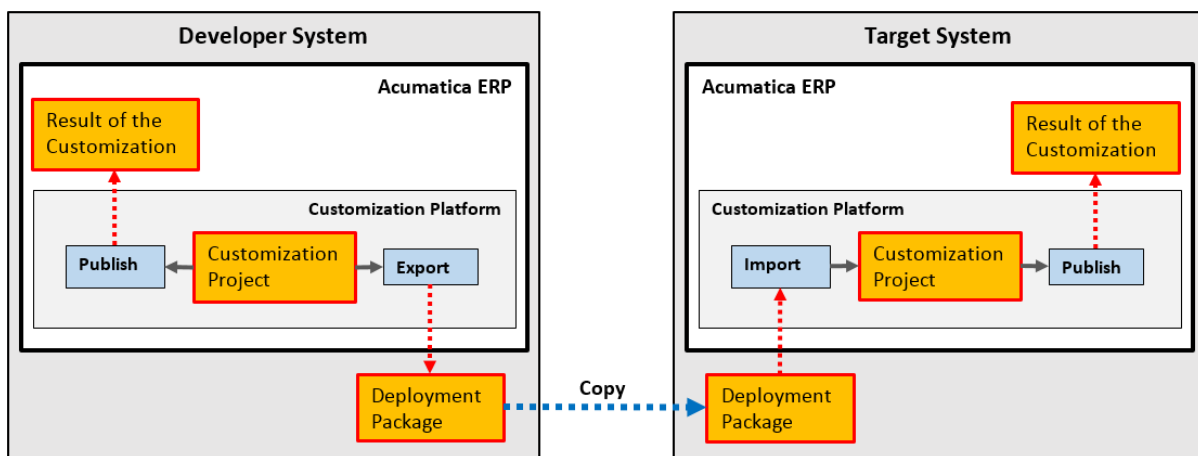 Developer System
Acumatica ERP
Result of the
Customization
Customization Platform
Publish
Customization
Project
Export
Deployment
Package
Copy
Target System
Acumatica ERP
Result of the
Customization
Customization Platform
Import
Customization
Project
Publish
Deployment
Package